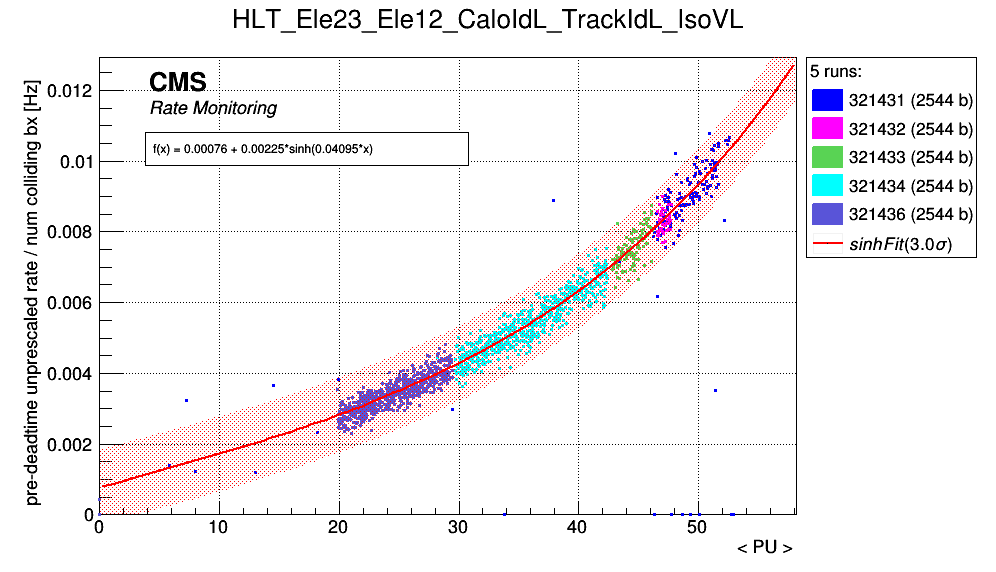 HLT_Ele23_Ele12_CaloIdL_TrackIdL_IsoVL
pre-deadtime unprescaled rate / num colliding bx [Hz]
0.012
0.01
0.008
0.006
0.004
0.002
0
CMS
Rate Monitoring
f(x) = 0.00076 + 0.00225*sinh(0.04095*x)
0 10 20 30 40 50
< PU >
5 runs:
321431 (2544 b)
321432 (2544 b)
321433 (2544 b)
321434 (2544 b)
321436 (2544 b)
sinhFit(3.0σ)